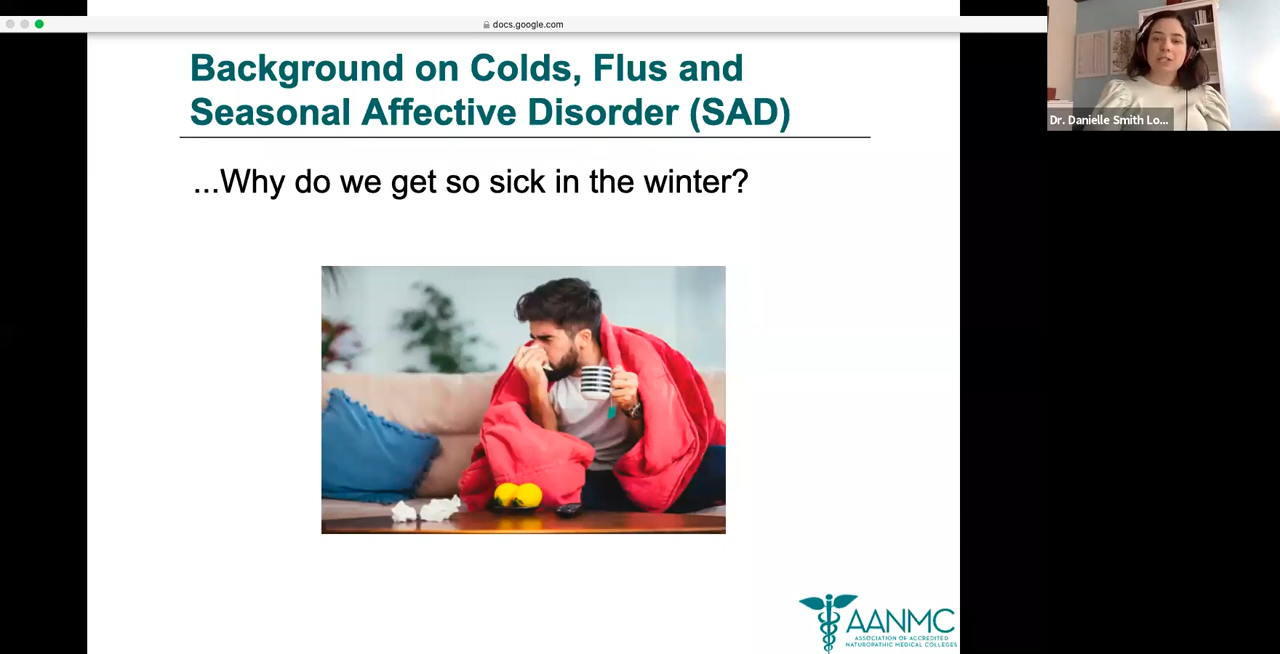 docs.google.com
Background on Colds, Flus and
Seasonal Affective Disorder (SAD)
...Why do we get so sick in the winter?
Dr. Danielle Smith Lo...
AANMC
ASSOCIATION OF ACCREDITED
NATUROPATHIC MEDICAL COLLEGES